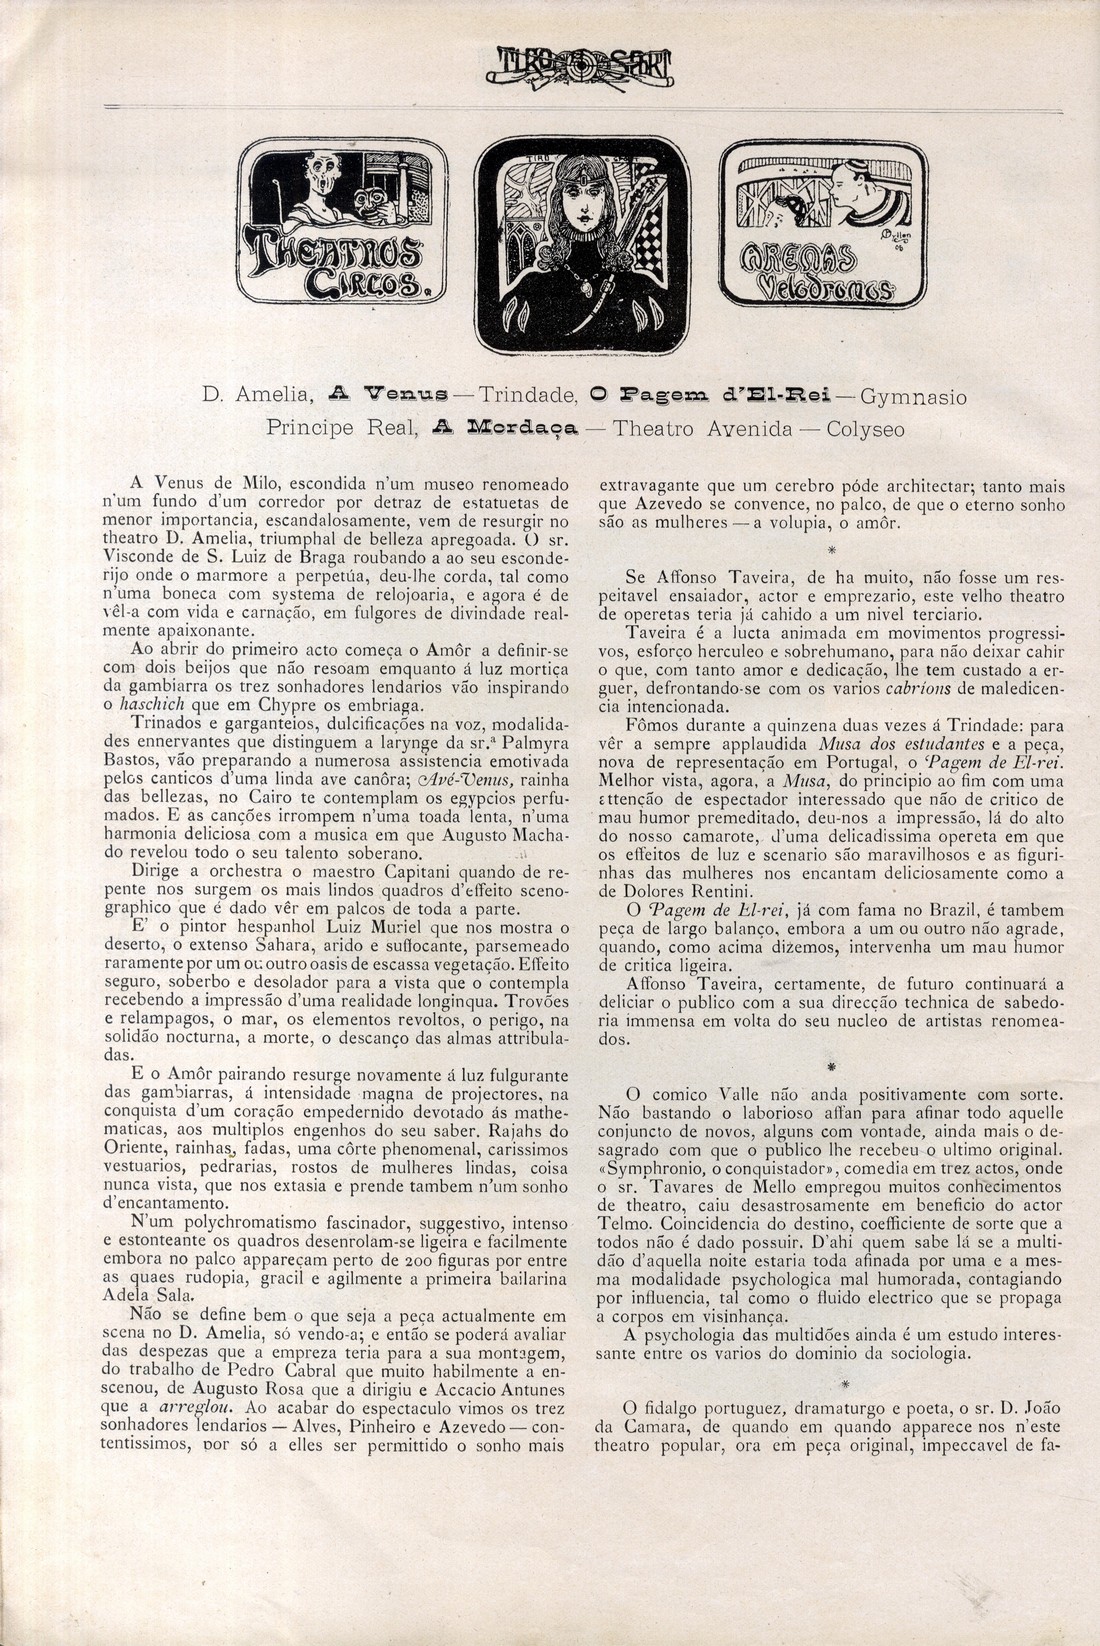 TIRO E SPORT
THEATROS
CIRCOS.
TIRO E SPORT
ARENAS
Velodromos
D. Amelia, A Venus — Trindade, O Pagem d'El-Rei — Gymnasio
Principe Real, A Mordaça — Theatro Avenida — Colyseo
A Venus de Milo, escondida n'um museo renomeado
n'um fundo d'um corredor por detraz de estatuetas de
menor importancia, escandalosamente, vem de resurgir no
theatro D. Amelia, triumphal de belleza apregoada. O sr.
Visconde de S. Luiz de Braga roubando a ao seu esconde-
rijo onde o marmore a perpetúa, deu-lhe corda, tal como
n'uma boneca com systema de relojoaria, e agora é de
vêl-a com vida e carnação, em fulgores de divindade real-
mente apaixonante.
Ao abrir do primeiro acto começa o Amôr a definir-se
com dois beijos que não resoam emquanto á luz mortiça
da gambiarra os trez sonhadores lendarios vão inspirando
o haschich que em Chypre os embriaga.
Trinados e garganteios, dulcificações na voz, modalida-
des ennervantes que distinguem a larynge da sr.ª Palmyra
Bastos, vão preparando a numerosa assistencia emotivada
pelos canticos d'uma linda ave canôra; Avé-Venus, rainha
das bellezas, no Cairo te contemplam os egypcios perfu-
mados. E as canções irrompem n'uma toada lenta, n'uma
harmonia deliciosa com a musica em que Augusto Macha-
do revelou todo o seu talento soberano.
Dirige a orchestra o maestro Capitani quando de re-
pente nos surgem os mais lindos quadros d'effeito sceno-
graphico que é dado vêr em palcos de toda a parte.
E' o pintor hespanhol Luiz Muriel que nos mostra o
deserto, o extenso Sahara, arido e suffocante, parsemeado
raramente por um ou outro oasis de escassa vegetação. Effeito
seguro, soberbo e desolador para a vista que o contempla
recebendo a impressão d'uma realidade longinqua. Trovões
e relampagos, o mar, os elementos revoltos, o perigo, na
solidão nocturna, a morte, o descanço das almas attribula-
das.
E o Amôr pairando resurge novamente á luz fulgurante
das gambiarras, á intensidade magna de projectores, na
conquista d'um coração empedernido devotado ás mathe-
maticas, aos multiplos engenhos do seu saber. Rajahs do
Oriente, rainhas, fadas, uma côrte phenomenal, carissimos
vestuarios, pedrarias, rostos de mulheres lindas, coisa
nunca vista, que nos extasia e prende tambem n'um sonho
d'encantamento.
N'um polychromatismo fascinador, suggestivo, intenso
e estonteante os quadros desenrolam-se ligeira e facilmente
embora no palco appareçam perto de 200 figuras por entre
as quaes rudopia, gracil e agilmente a primeira bailarina
Adela Sala.
Não se define bem o que seja a peça actualmente em
scena no D. Amelia, só vendo-a; e então se poderá avaliar
das despezas que a empreza teria para a sua montagem,
do trabalho de Pedro Cabral que muito habilmente a en-
scenou, de Augusto Rosa que a dirigiu e Accacio Antunes
que a arreglou. Ao acabar do espectaculo vimos os trez
sonhadores lendarios — Alves, Pinheiro e Azevedo — con-
tentissimos, por só a elles ser permittido o sonho mais
extravagante que um cerebro póde architectar; tanto mais
que Azevedo se convence, no palco, de que o eterno sonho
são as mulheres — a volupia, o amôr.
*
Se Affonso Taveira, de ha muito, não fosse um res-
peitavel ensaiador, actor e emprezario, este velho theatro
de operetas teria já cahido a um nivel terciario.
Taveira é a lucta animada em movimentos progressi-
vos, esforço herculeo e sobrehumano, para não deixar cahir
o que, com tanto amor e dedicação, lhe tem custado a er-
guer, defrontando-se com os varios cabrions de maledicen-
cia intencionada.
Fômos durante a quinzena duas vezes á Trindade: para
vêr a sempre applaudida Musa dos estudantes e a peça,
nova de representação em Portugal, o Pagem de El-rei.
Melhor vista, agora, a Musa, do principio ao fim com uma
attenção de espectador interessado que não de critico de
mau humor premeditado, deu-nos a impressão, lá do alto
do nosso camarote, d'uma delicadissima opereta em que
os effeitos de luz e scenario são maravilhosos e as figuri-
nhas das mulheres nos encantam deliciosamente como a
de Dolores Rentini.
O Pagem de El-rei, já com fama no Brazil, é tambem
peça de largo balanço, embora a um ou outro não agrade,
quando, como acima dizemos, intervenha um mau humor
de critica ligeira.
Affonso Taveira, certamente, de futuro continuará a
deliciar o publico com a sua direcção technica de sabedo-
ria immensa em volta do seu nucleo de artistas renomea-
dos.
*
O comico Valle não anda positivamente com sorte.
Não bastando o laborioso affan para afinar todo aquelle
conjuncto de novos, alguns com vontade, ainda mais o de-
sagrado com que o publico lhe recebeu o ultimo original.
«Symphronio, o conquistador», comedia em trez actos, onde
o sr. Tavares de Mello empregou muitos conhecimentos
de theatro, caiu desastrosamente em beneficio do actor
Telmo. Coincidencia do destino, coefficiente de sorte que a
todos não é dado possuir. D'ahi quem sabe lá se a multi-
dão d'aquella noite estaria toda afinada por uma e a mes-
ma modalidade psychologica mal humorada, contagiando
por influencia, tal como o fluido electrico que se propaga
a corpos em visinhança.
A psychologia das multidões ainda é um estudo interes-
sante entre os varios do dominio da sociologia.
*
O fidalgo portuguez, dramaturgo e poeta, o sr. D. João
da Camara, de quando em quando apparece nos n'este
theatro popular, ora em peça original, impeccavel de fa-